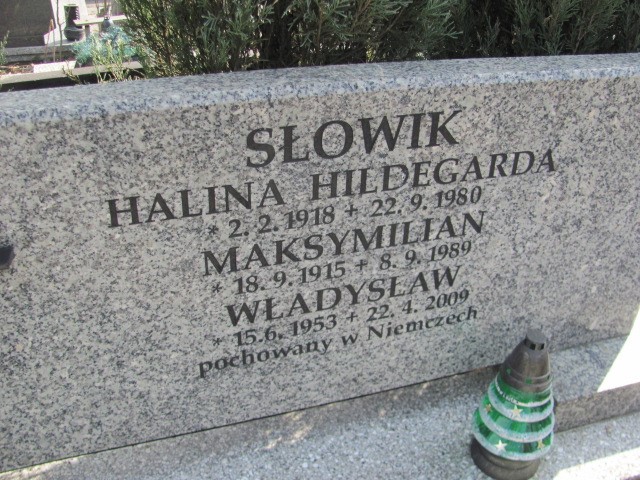 SŁOWIK
HALINA HILDEGARDA
* 2. 2. 1918 + 22. 9. 1980
MAKSYMILIAN
* 18. 9. 1915 + 8. 9. 1989
WŁADYSŁAW
* 15. 6. 1953 + 22. 4. 2009
pochowany w Niemczech